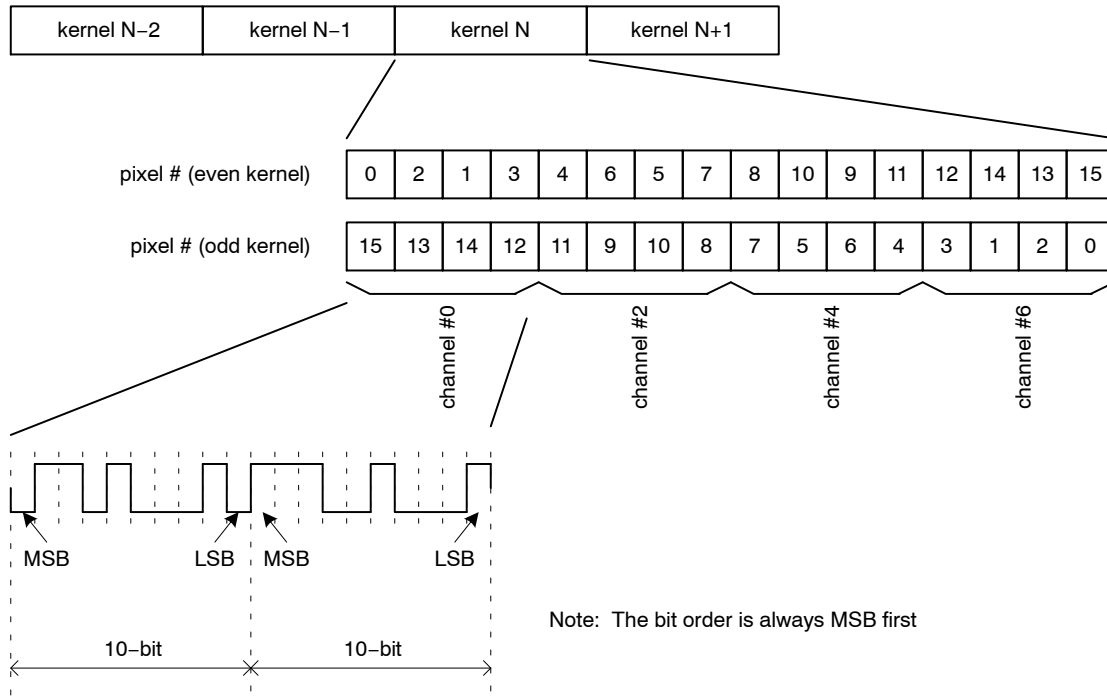 kernel N−2 kernel N−1 kernel N kernel N+1
pixel # (even kernel) 0 2 1 3 4 6 5 7 8 10 9 11 12 14 13 15
pixel # (odd kernel) 15 13 14 12 11 9 10 8 7 5 6 4 3 1 2 0
channel #0 channel #2 channel #4 channel #6
MSB LSB MSB LSB
Note: The bit order is always MSB first
10−bit 10−bit